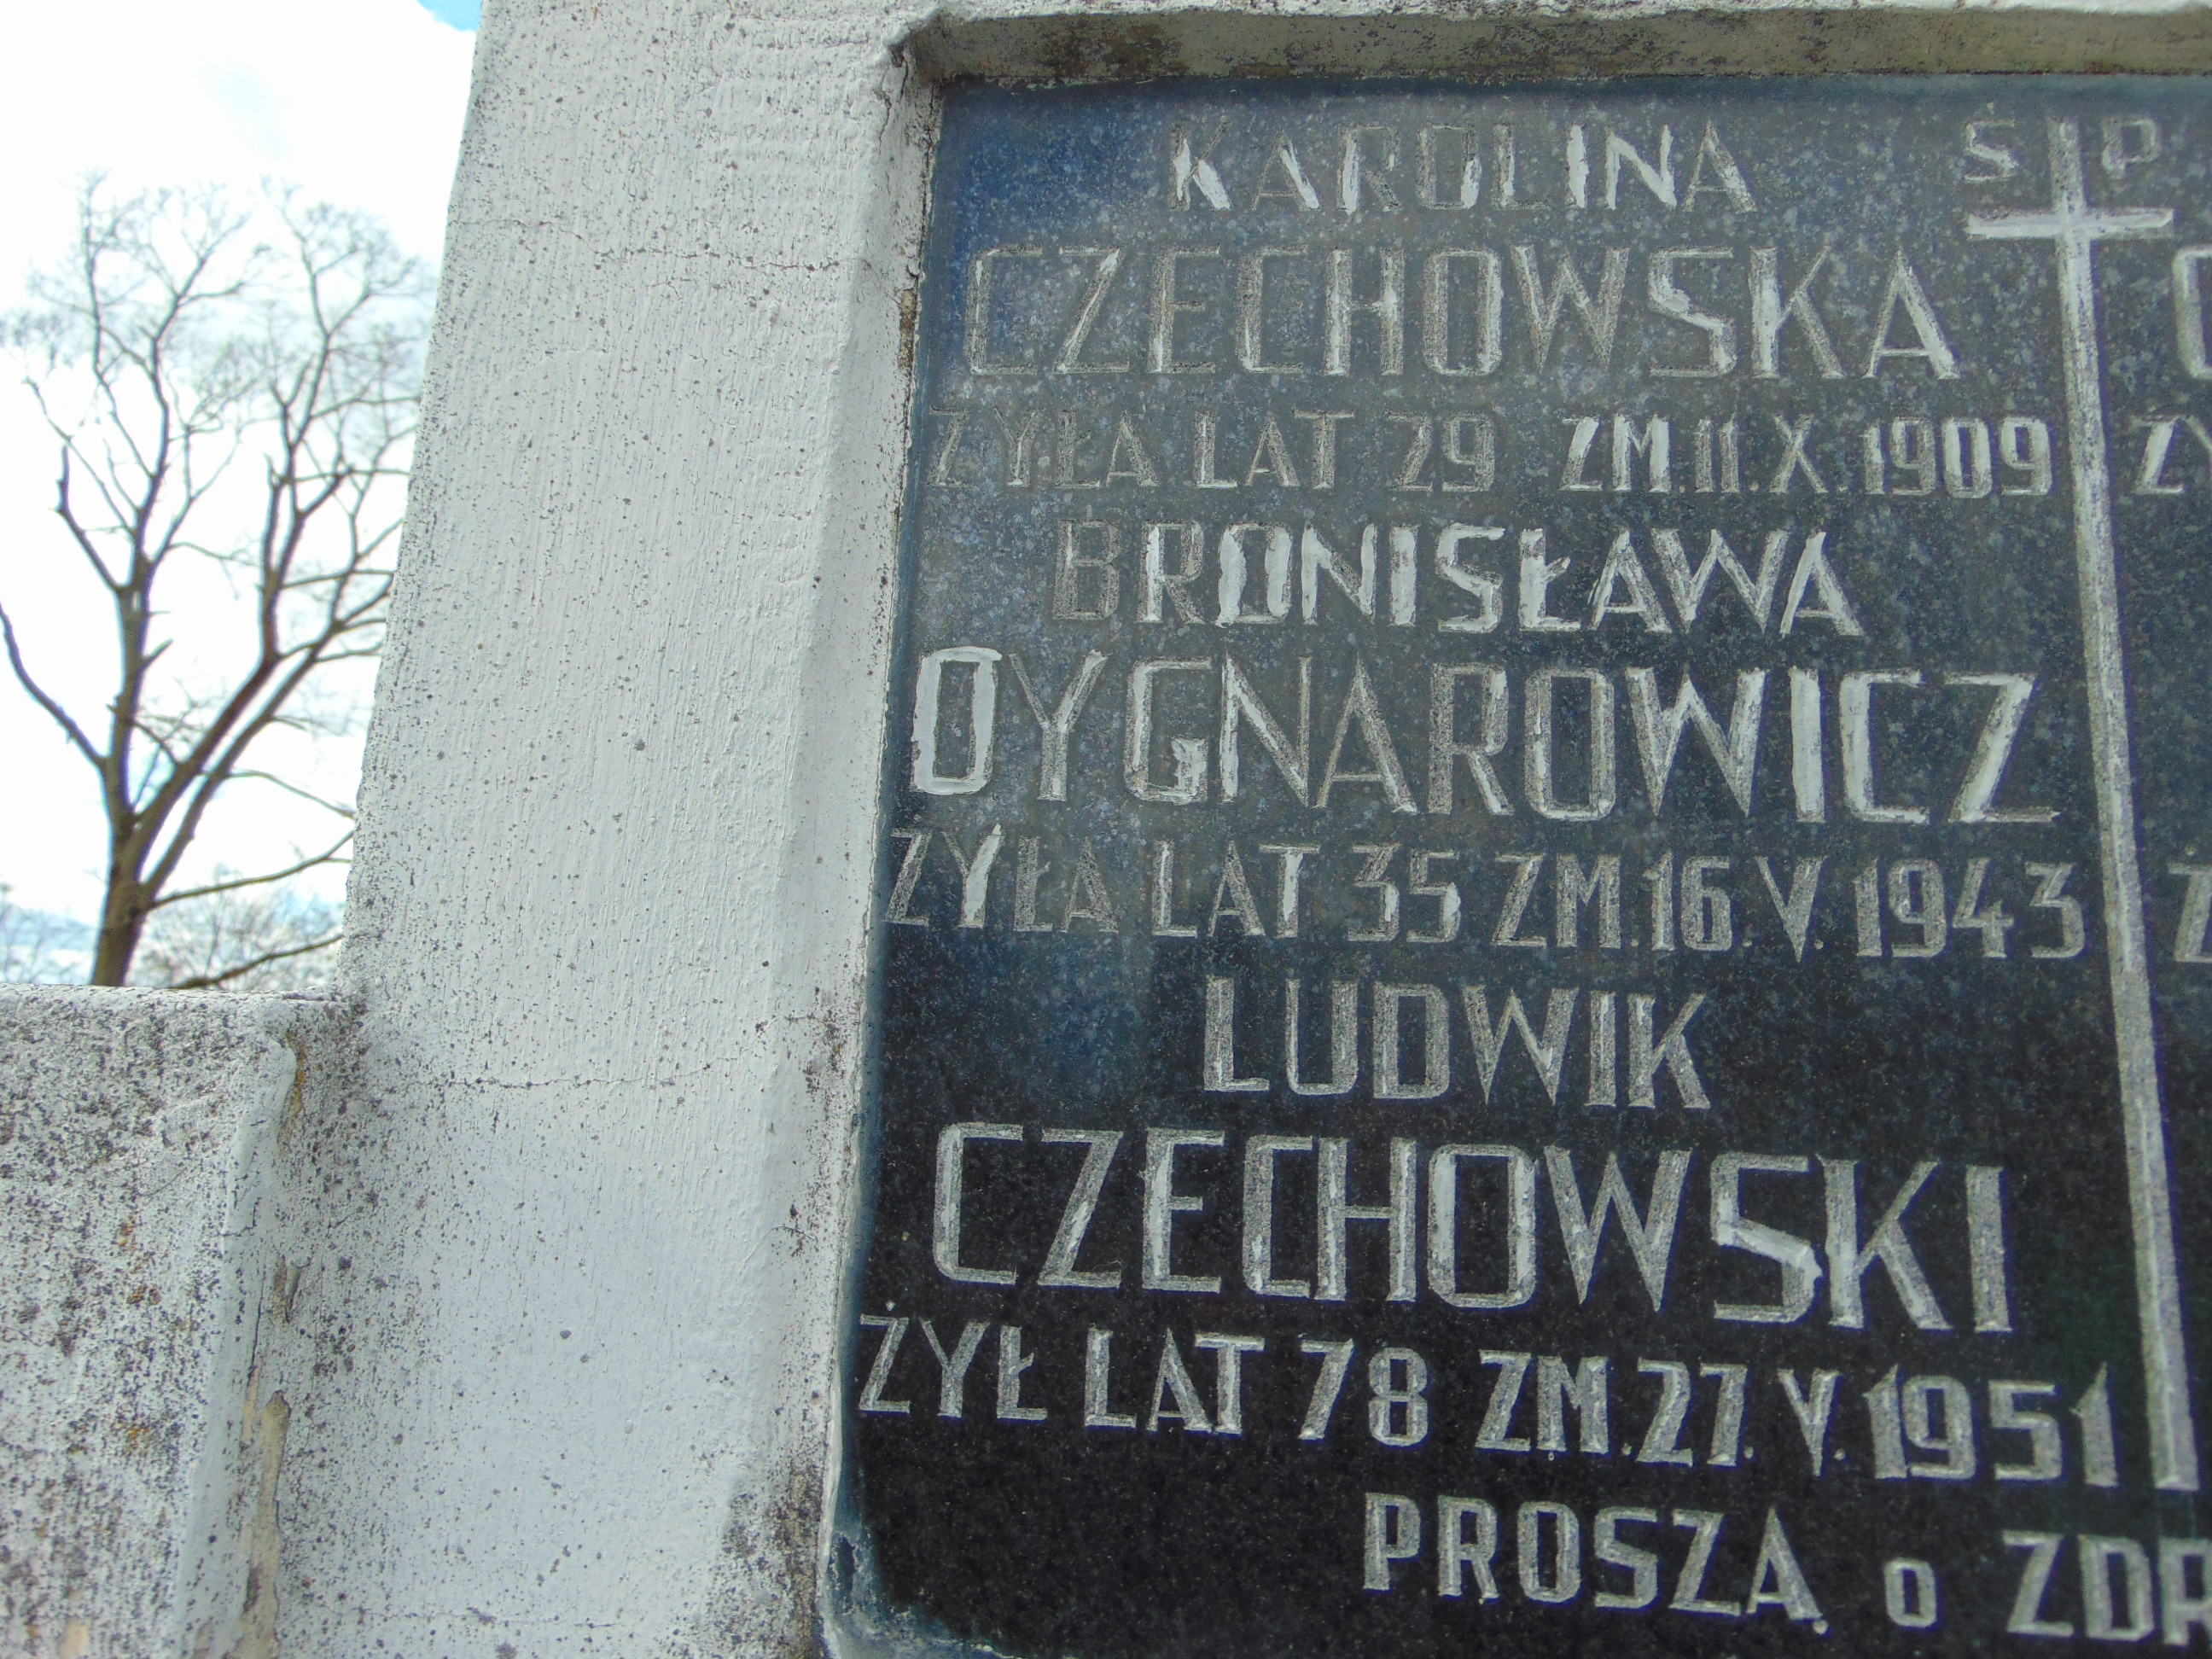 KAROLINA
Ś P
CZECHOWSKA
ŻYŁA LAT 29 ZM.11.X.1909
BRONISŁAWA
DYGNAROWICZ
ŻYŁA LAT 35 ZM.16.V.1943
LUDWIK
CZECHOWSKI
ŻYŁ LAT 78 ZM.27.V.1951
PROSZĄ O